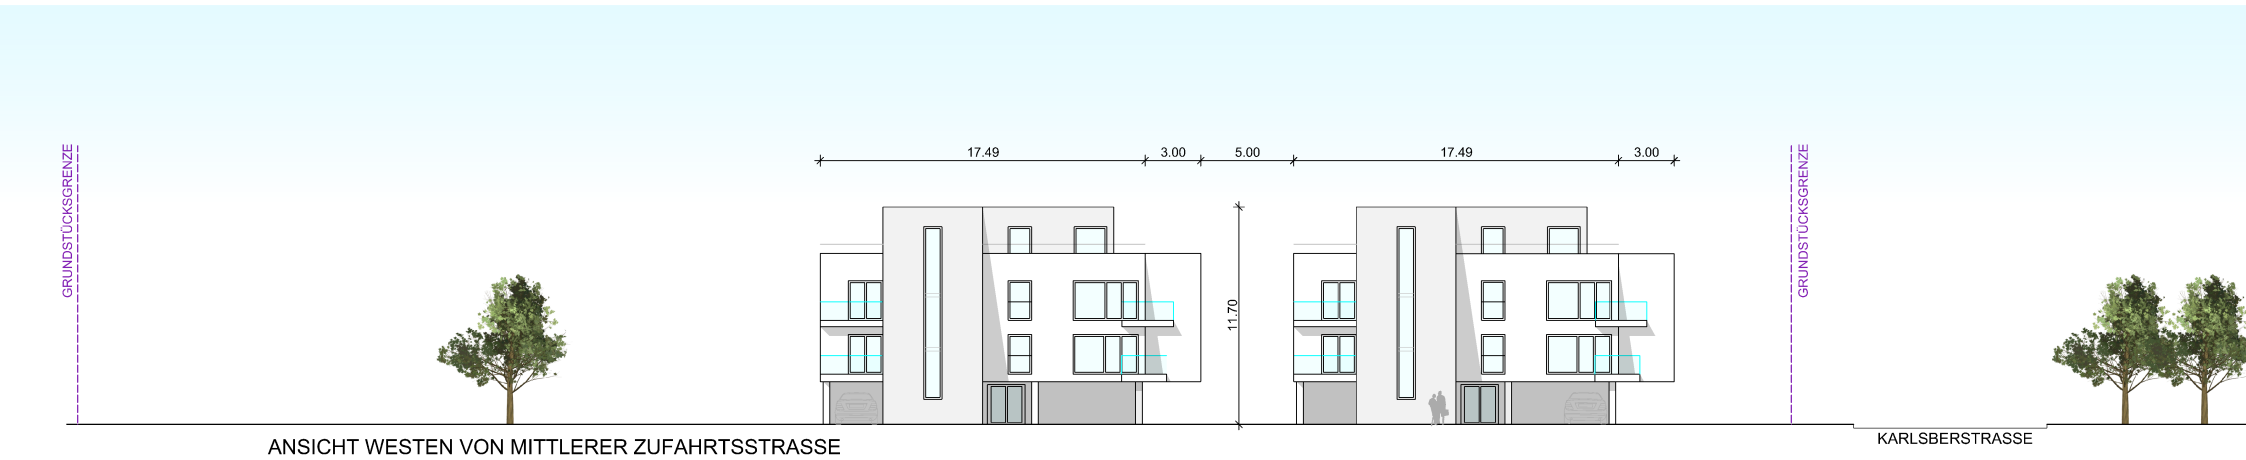 GRUNDSTÜCKSGRENZE
17.49 3.00 5.00 17.49 3.00
GRUNDSTÜCKSGRENZE
11.70
ANSICHT WESTEN VON MITTLERER ZUFAHRTSSTRASSE
KARLSBERSTRASSE